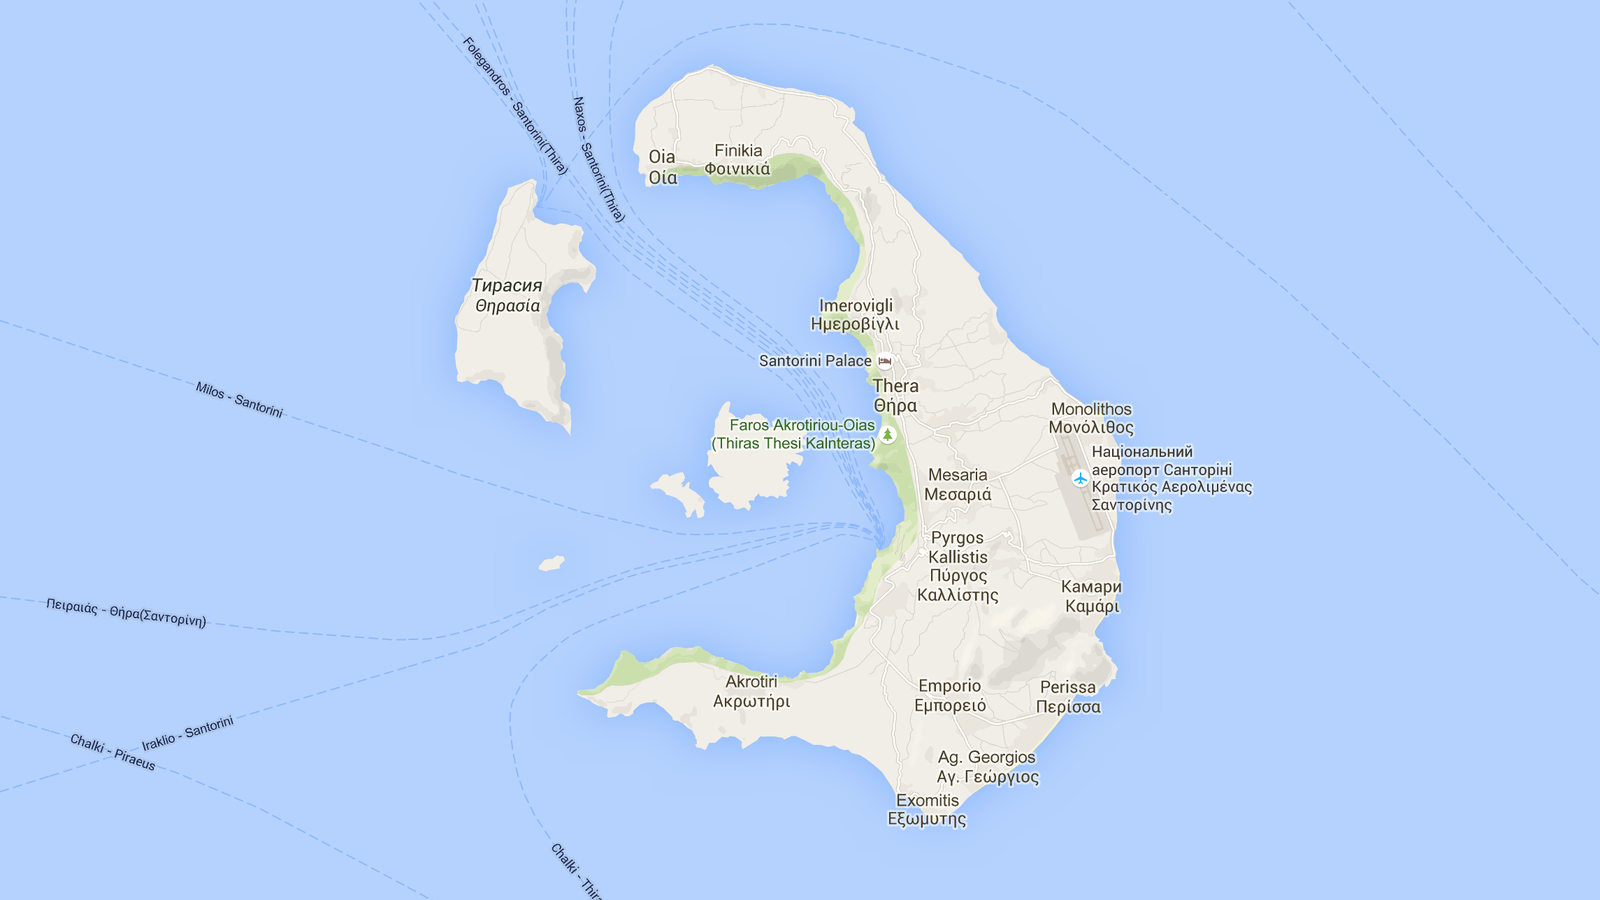 Folegandros - Santorini(Thira)
Naxos - Santorini(Thira)
Oia
Οία
Finikia
Φοινικιά
Тирасия
Θηρασία
Imerovigli
Ημεροβίγλι
Santorini Palace
Thera
Θήρα
Milos - Santorini
Faros Akrotiriou-Oias
(Thiras Thesi Kalnteras)
Monolithos
Μονόλιθος
Національний
аеропорт Санторіні
Κρατικός Αερολιμένας
Σαντορίνης
Mesaria
Μεσαριά
Pyrgos
Kallistis
Πύργος
Καλλίστης
Камари
Καμάρι
Πειραιάς - Θήρα(Σαντορίνη)
Akrotiri
Ακρωτήρι
Emporio
Εμπορειό
Perissa
Περίσσα
Iraklio - Santorini
Chalki - Piraeus
Ag. Georgios
Αγ. Γεώργιος
Exomitis
Εξωμυτης
Chalki - Thira